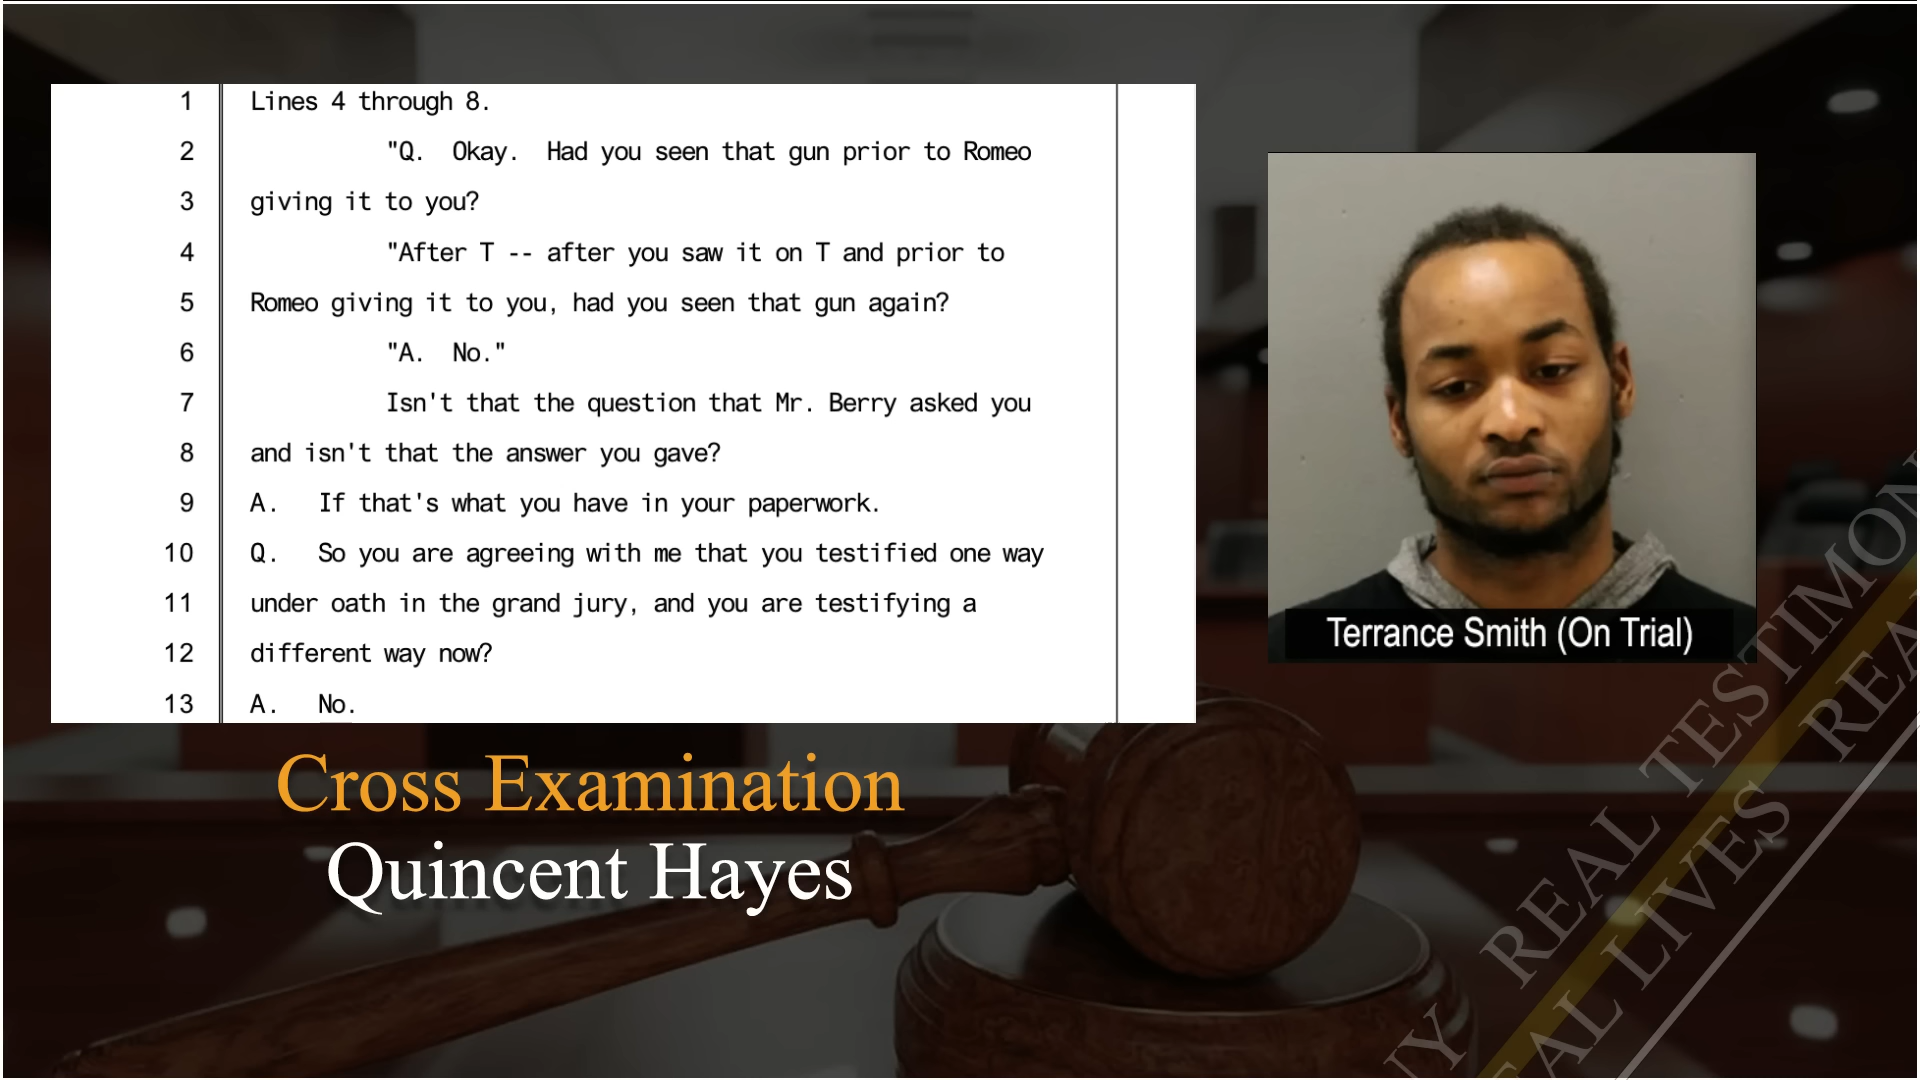 1 Lines 4 through 8.
2 "Q. Okay. Had you seen that gun prior to Romeo
3 giving it to you?
4 "After T -- after you saw it on T and prior to
5 Romeo giving it to you, had you seen that gun again?
6 "A. No."
7 Isn't that the question that Mr. Berry asked you
8 and isn't that the answer you gave?
9 A. If that's what you have in your paperwork.
10 Q. So you are agreeing with me that you testified one way
11 under oath in the grand jury, and you are testifying a
12 different way now?
13 A. No.
Terrance Smith (On Trial)
Cross Examination
Quincent Hayes
REAL TESTIMON
REAL LIVES REA